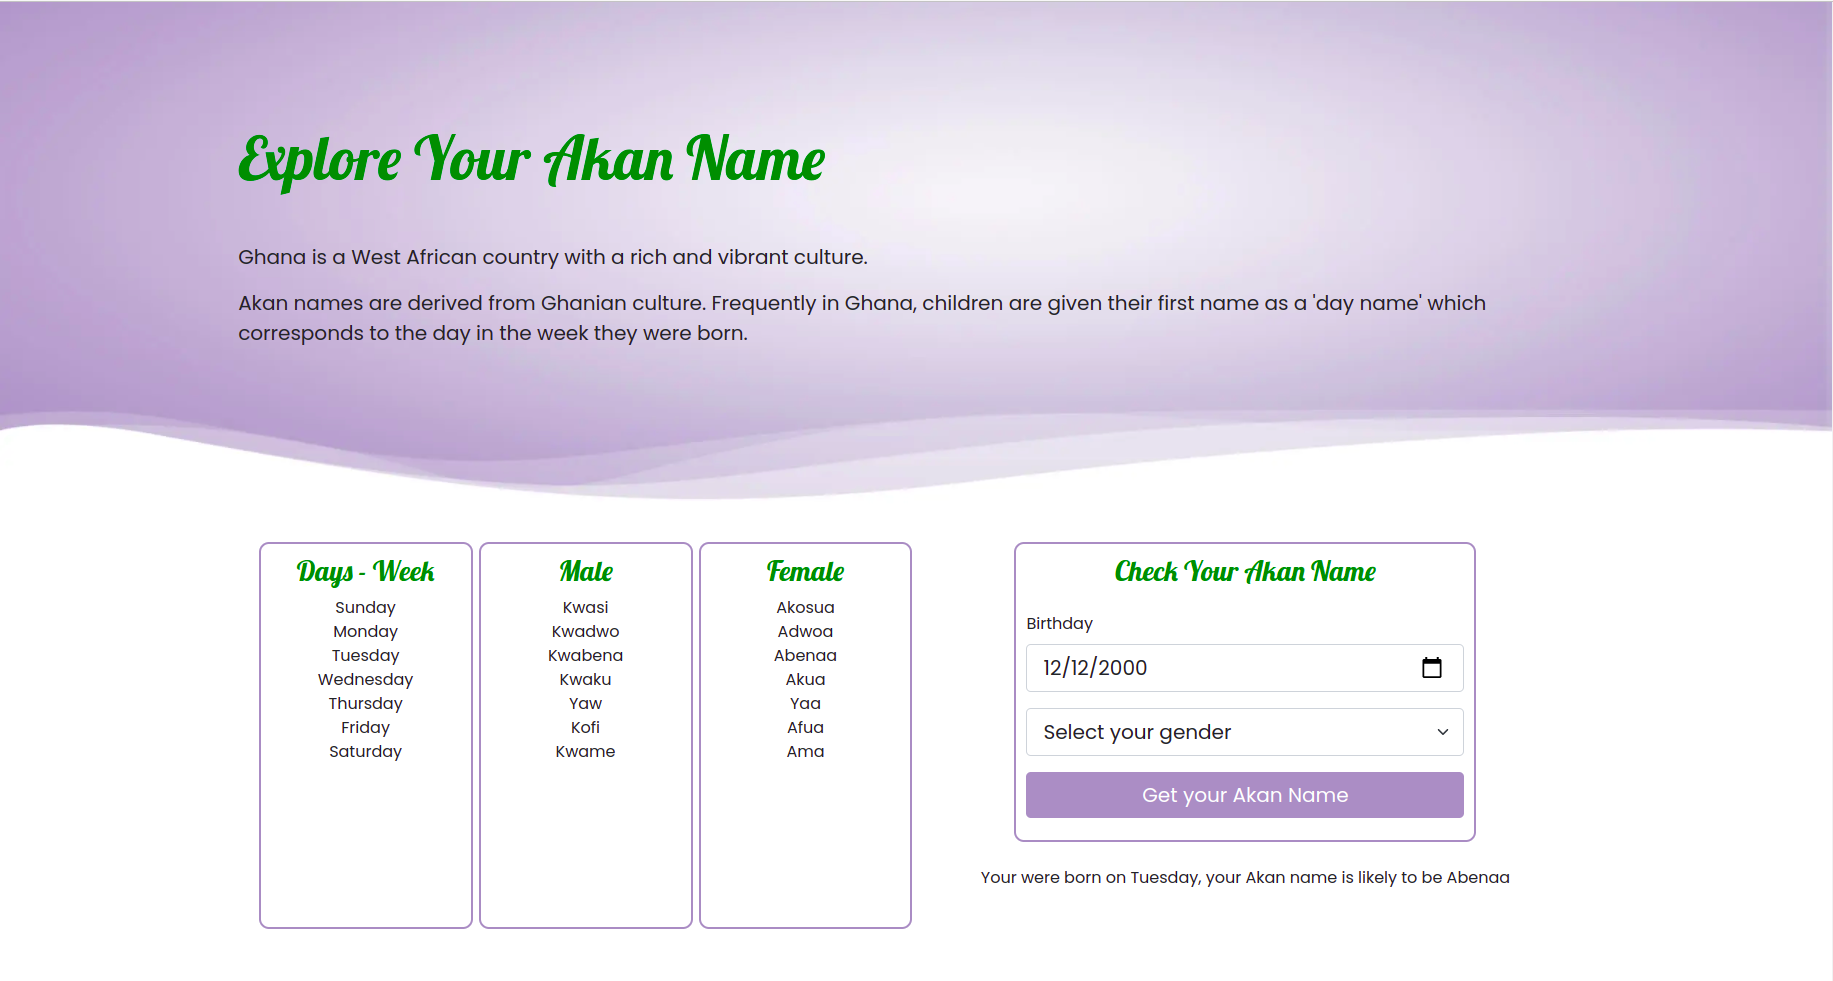 Explore Your Akan Name
Ghana is a West African country with a rich and vibrant culture.
Akan names are derived from Ghanian culture. Frequently in Ghana, children are given their first name as a 'day name' which
corresponds to the day in the week they were born.
Days - Week
Sunday
Monday
Tuesday
Wednesday
Thursday
Friday
Saturday
Male
Kwasi
Kwadwo
Kwabena
Kwaku
Yaw
Kofi
Kwame
Female
Akosua
Adwoa
Abenaa
Akua
Yaa
Afua
Ama
Check Your Akan Name
Birthday
12/12/2000
Select your gender
Get your Akan Name
Your were born on Tuesday, your Akan name is likely to be Abenaa